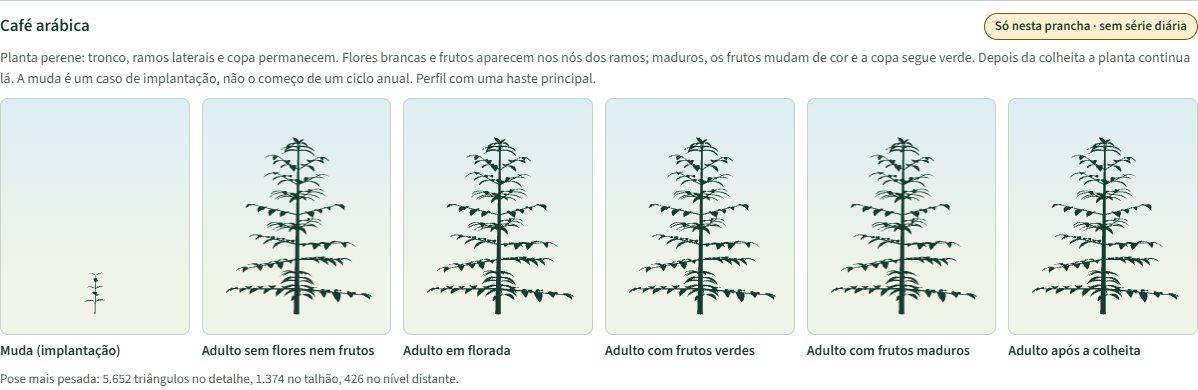 Café arábica
Só nesta prancha · sem série diária
Planta perene: tronco, ramos laterais e copa permanecem. Flores brancas e frutos aparecem nos nós dos ramos; maduros, os frutos mudam de cor e a copa segue verde. Depois da colheita a planta continua
lá. A muda é um caso de implantação, não o começo de um ciclo anual. Perfil com uma haste principal.
Muda (implantação)
Adulto sem flores nem frutos
Adulto em florada
Adulto com frutos verdes
Adulto com frutos maduros
Adulto após a colheita
Pose mais pesada: 5.652 triângulos no detalhe, 1.374 no talhão, 426 no nível distante.